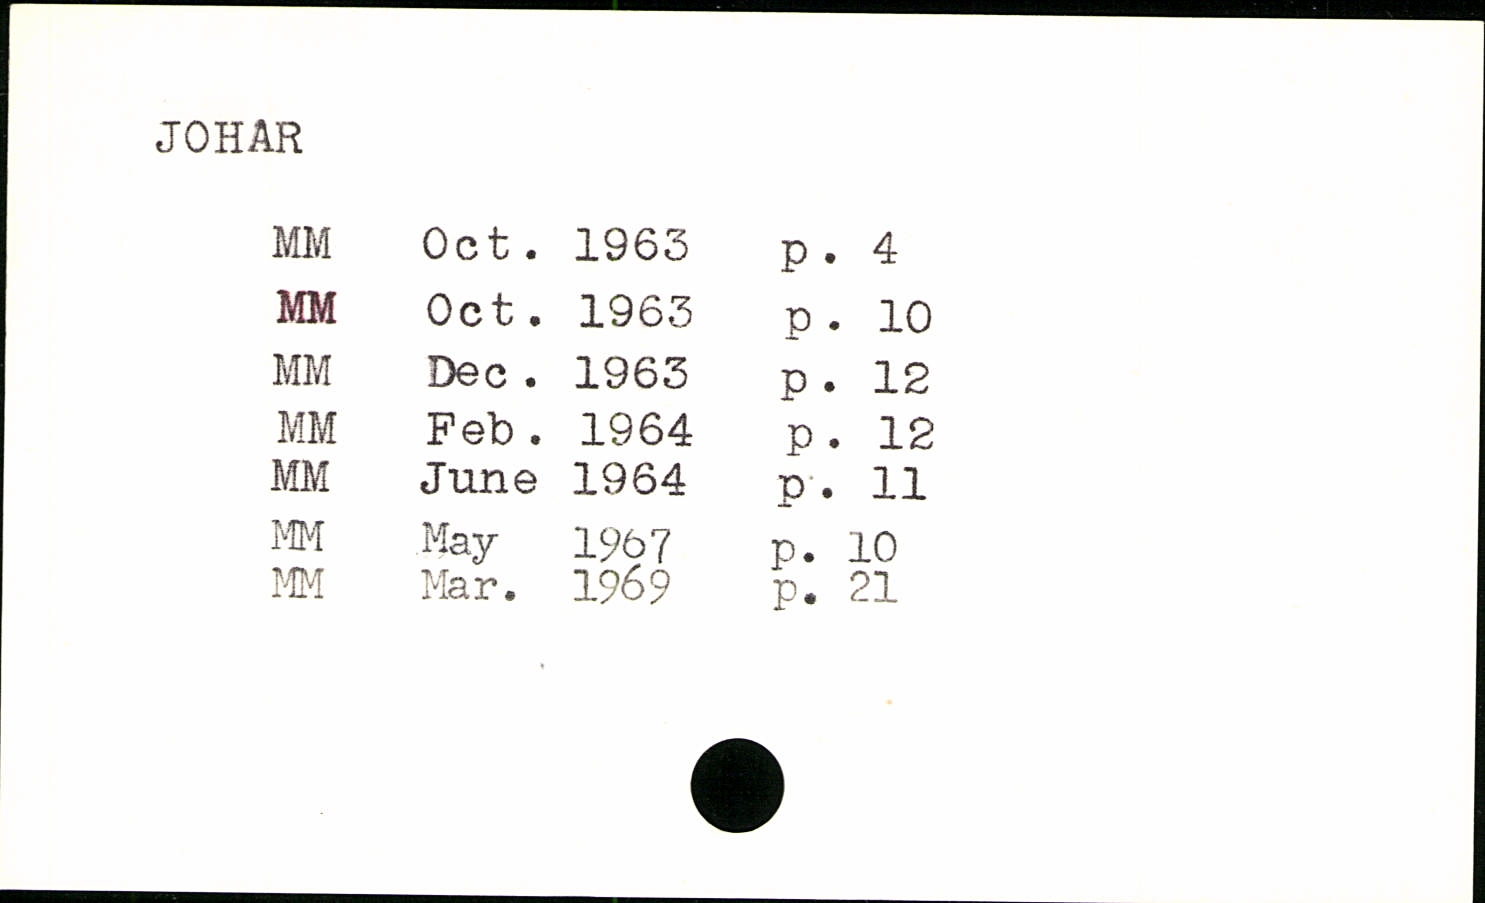 JOHAR
MM Oct. 1963 p. 4
MM Oct. 1963 p. 10
MM Dec. 1963 p. 12
MM Feb. 1964 p. 12
MM June 1964 p. 11
MM May 1967 p. 10
MM Mar. 1969 p. 21